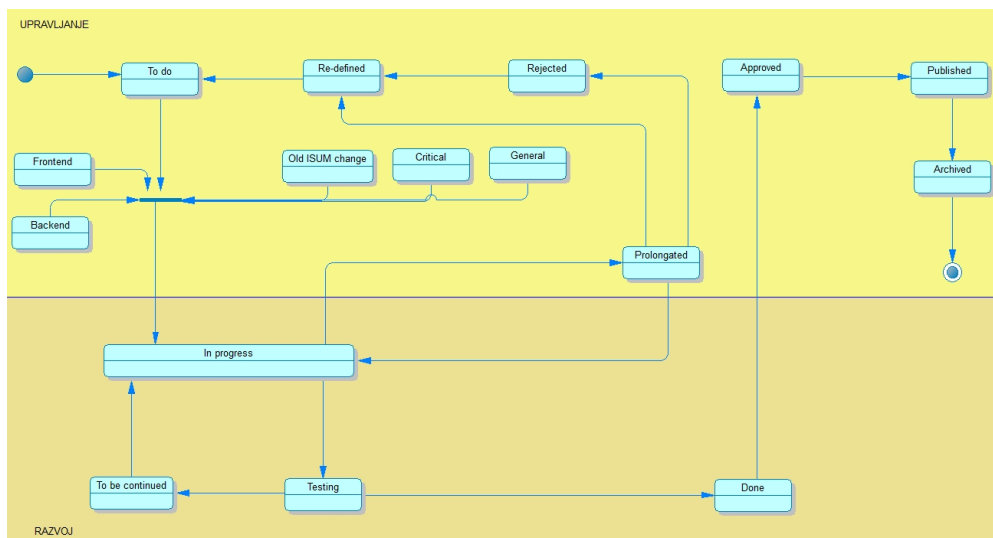 UPRAVLJANJE
To do
Re-defined
Rejected
Approved
Published
Frontend
Old ISUM change
Critical
General
Archived
Backend
Prolongated
In progress
To be continued
Testing
Done
RAZVOJ